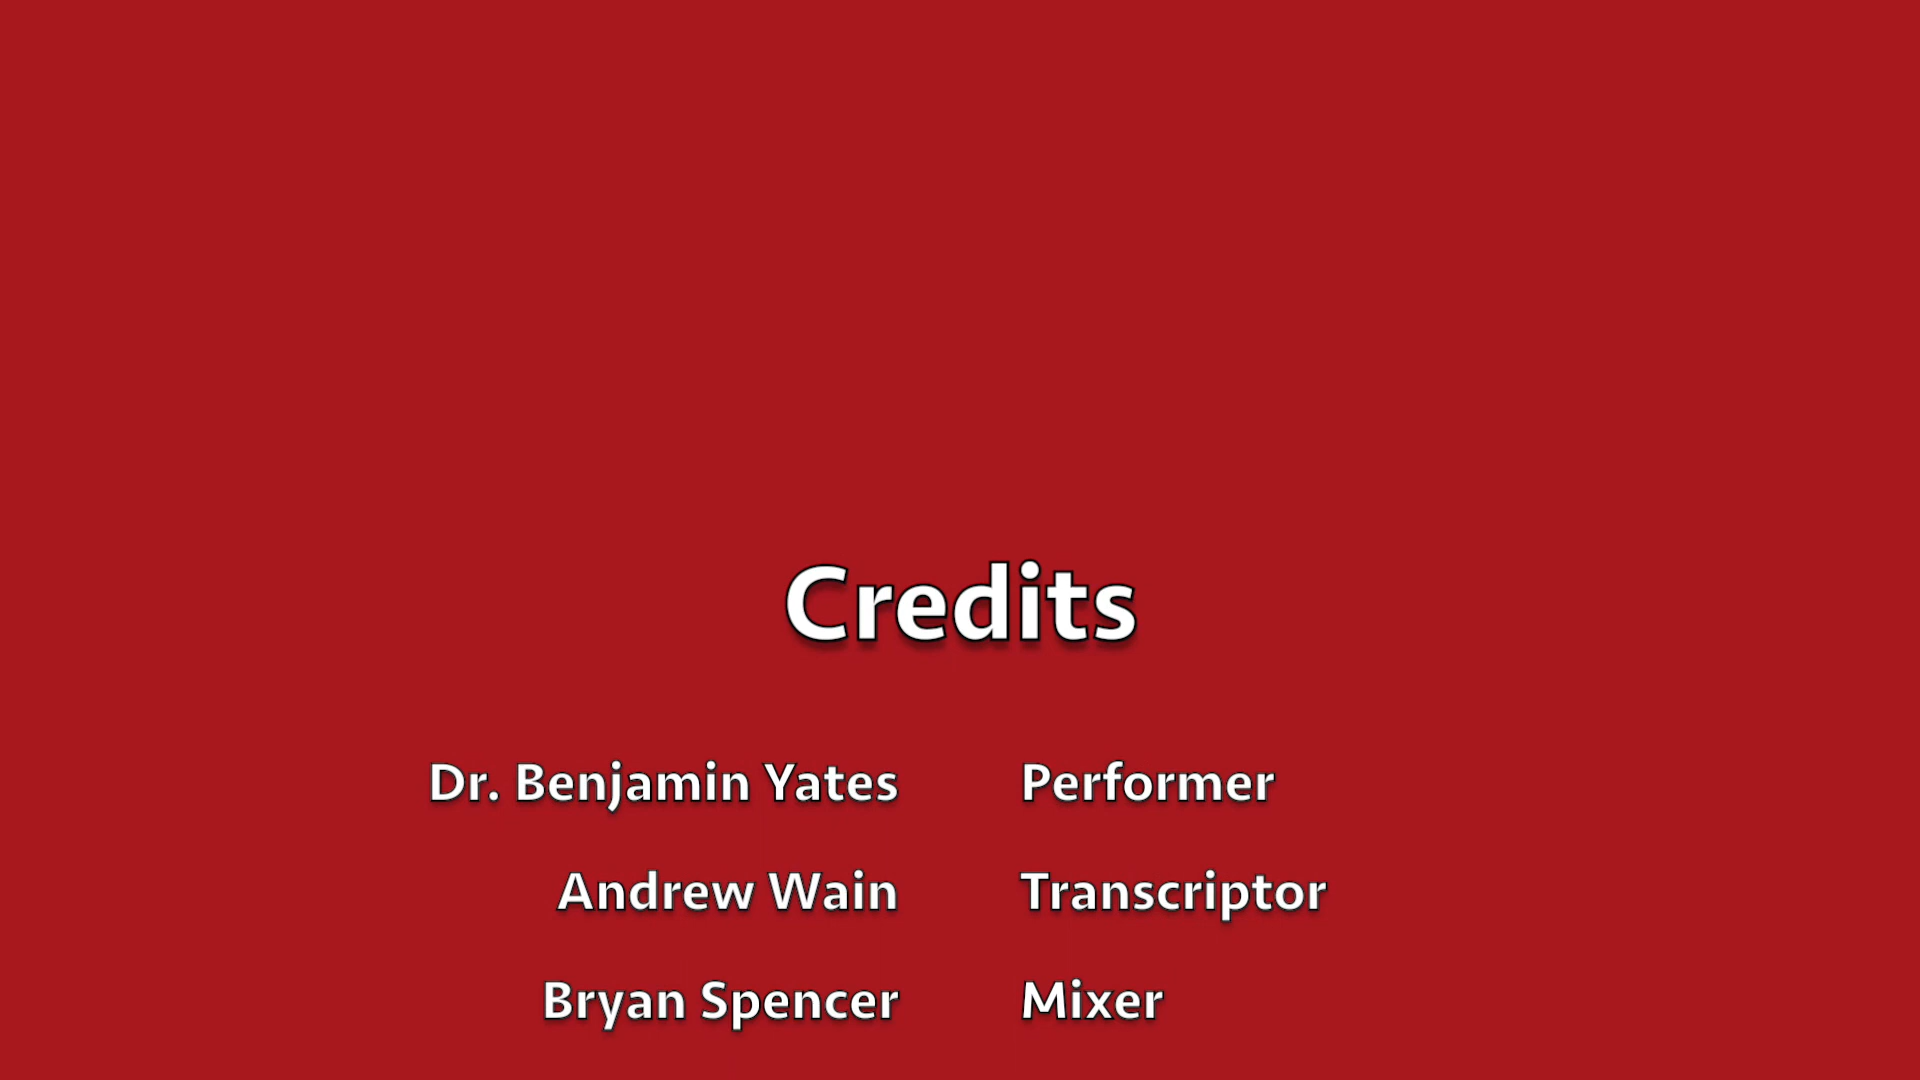 Credits
Dr. Benjamin Yates Performer
Andrew Wain Transcriptor
Bryan Spencer Mixer